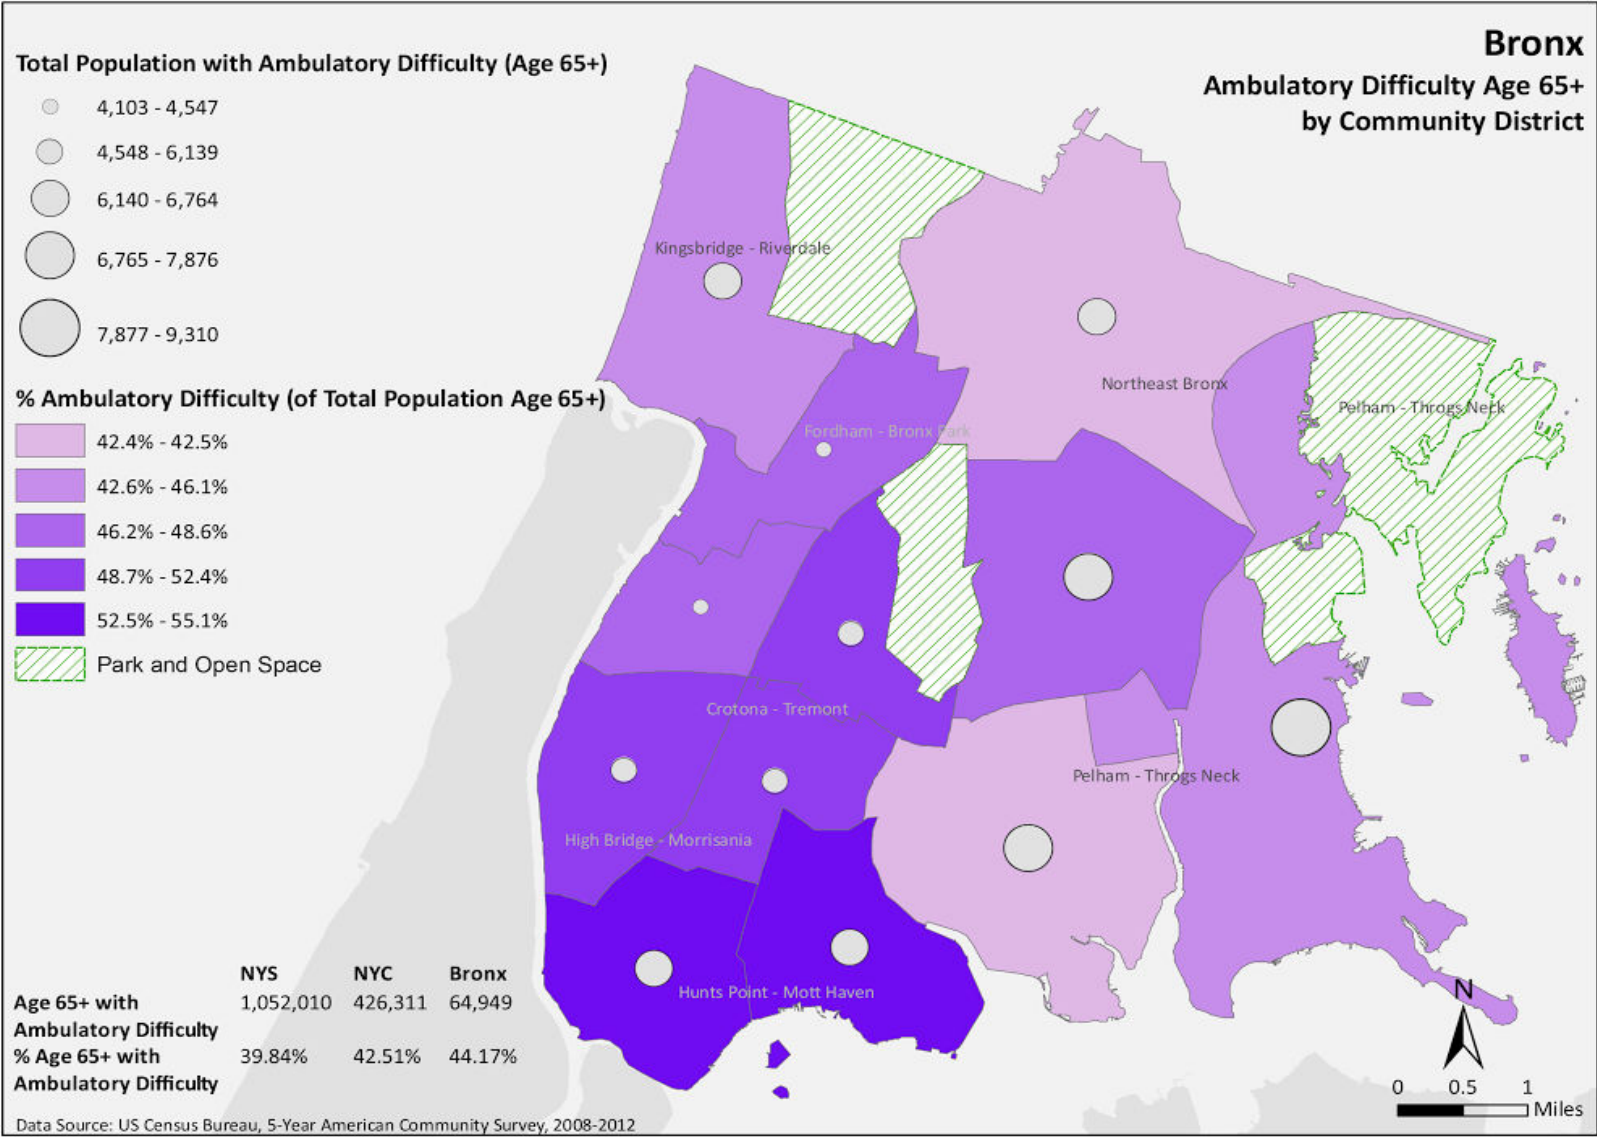 Bronx
Ambulatory Difficulty Age 65+
by Community District
Total Population with Ambulatory Difficulty (Age 65+)
4,103 - 4,547
4,548 - 6,139
6,140 - 6,764
6,765 - 7,876
7,877 - 9,310
% Ambulatory Difficulty (of Total Population Age 65+)
42.4% - 42.5%
42.6% - 46.1%
46.2% - 48.6%
48.7% - 52.4%
52.5% - 55.1%
Park and Open Space
Kingsbridge - Riverdale
Northeast Bronx
Pelham - Throgs Neck
Fordham - Bronx Park
Crotona - Tremont
Pelham - Throgs Neck
High Bridge - Morrisania
Hunts Point - Mott Haven
NYS NYC Bronx
Age 65+ with 1,052,010 426,311 64,949
Ambulatory Difficulty
% Age 65+ with 39.84% 42.51% 44.17%
Ambulatory Difficulty
Data Source: US Census Bureau, 5-Year American Community Survey, 2008-2012
N
0 0.5 1
Miles